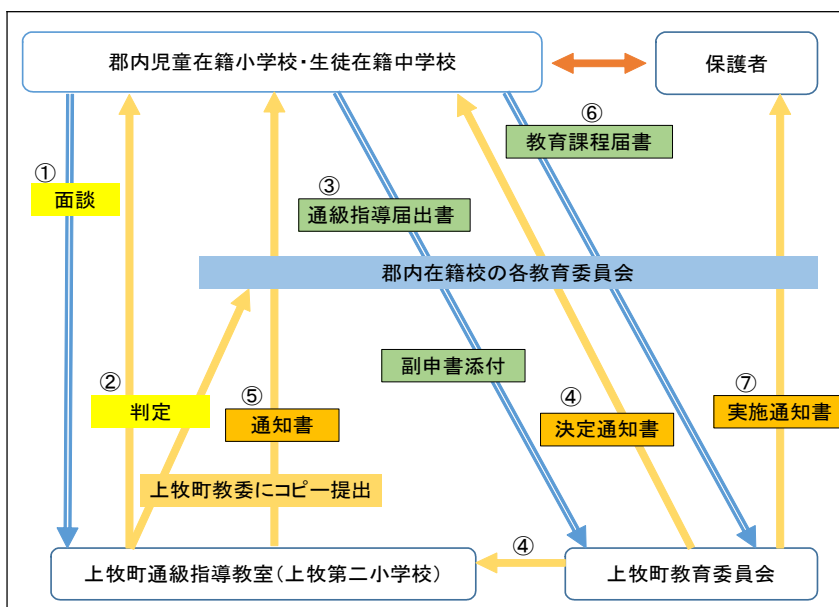 郡内児童在籍小学校・生徒在籍中学校
保護者
⑥
教育課程届書
①
面談
③
通級指導届出書
郡内在籍校の各教育委員会
副申書添付
②
判定
⑤
通知書
④
決定通知書
⑦
実施通知書
上牧町教委にコピー提出
④
上牧町通級指導教室(上牧第二小学校)
上牧町教育委員会